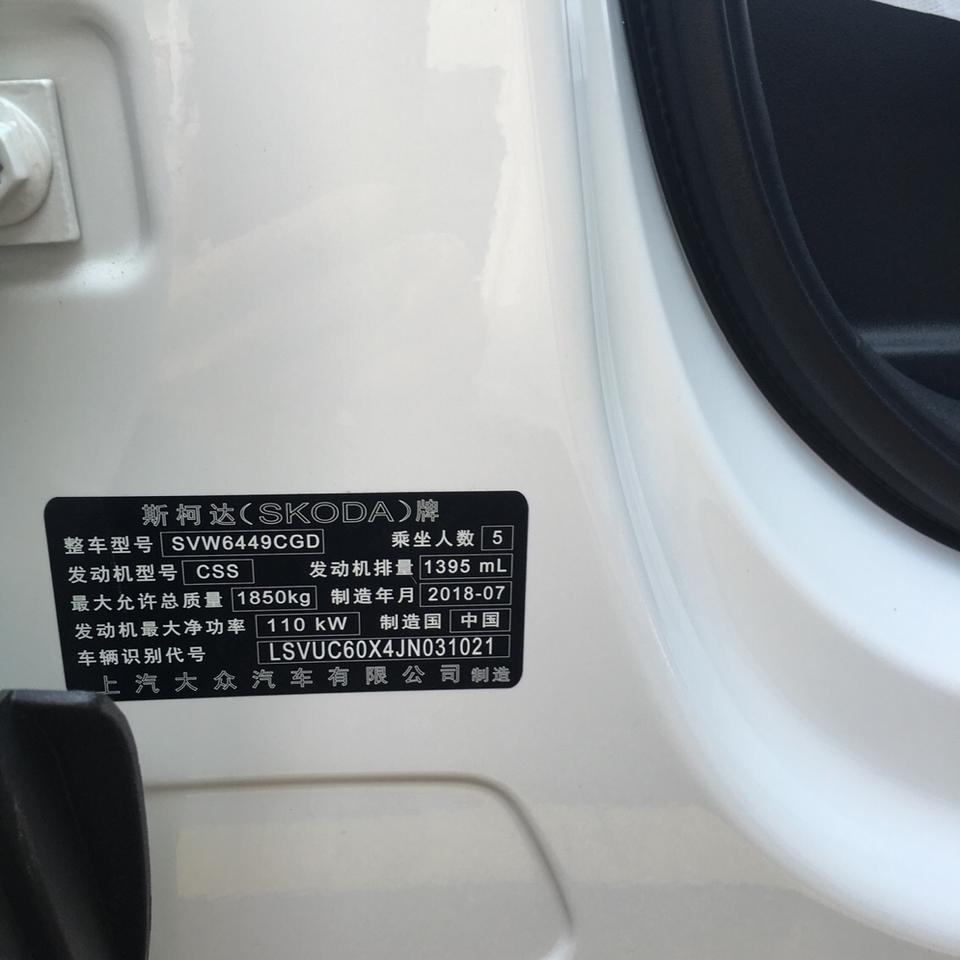 斯柯达(SKODA)牌
整车型号 SVW6449CGD 乘坐人数 5
发动机型号 CSS 发动机排量 1395 mL
最大允许总质量 1850kg 制造年月 2018-07
发动机最大净功率 110 kW 制造国 中国
车辆识别代号 LSVUC60X4JN031021
上汽大众汽车有限公司 制造